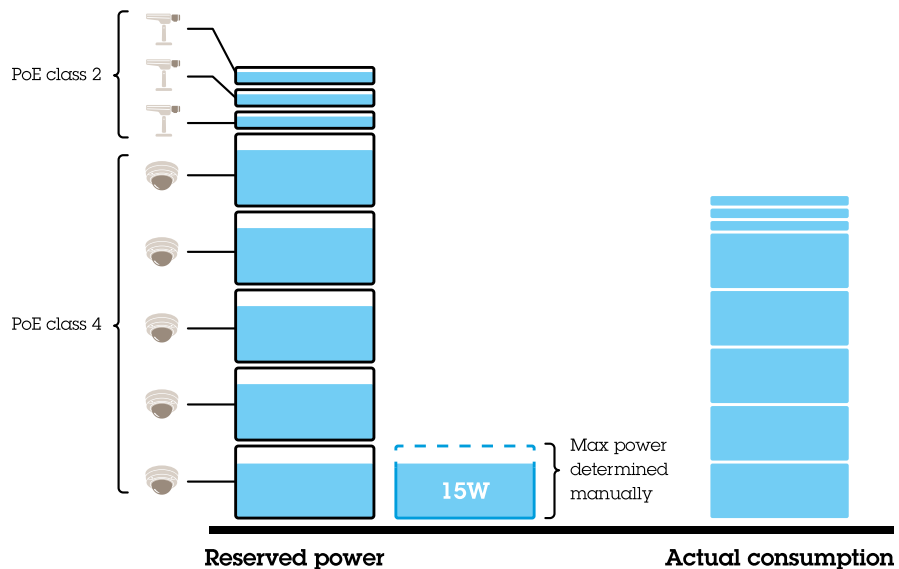 PoE class 2
PoE class 4
15W
Max power
determined
manually
Reserved power
Actual consumption